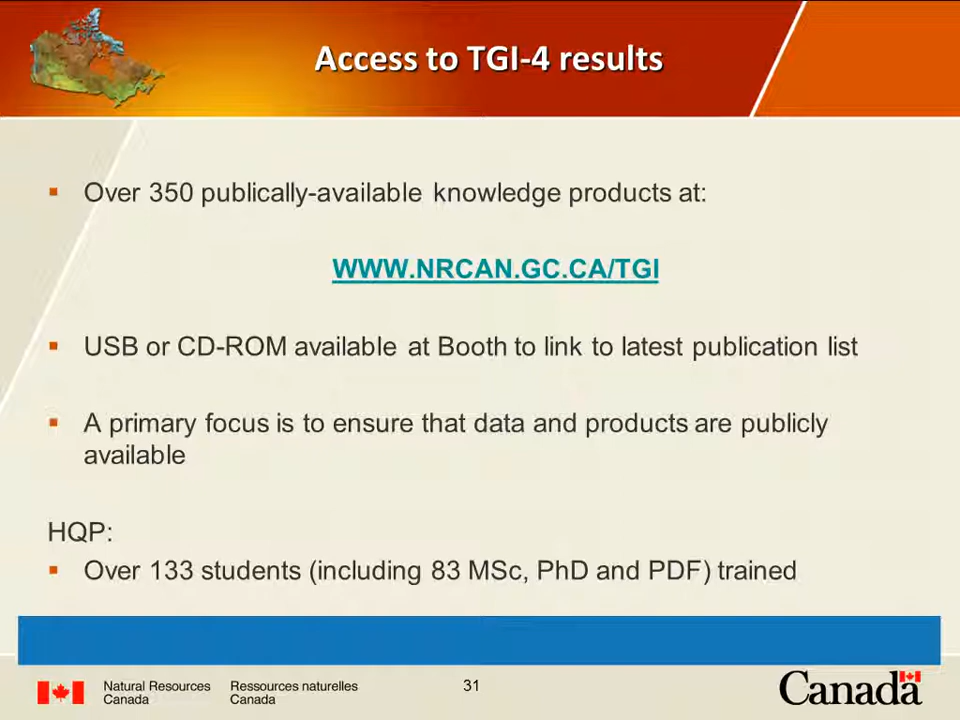 Access to TGI-4 results
▪ Over 350 publically-available knowledge products at:
WWW.NRCAN.GC.CA/TGI
▪ USB or CD-ROM available at Booth to link to latest publication list
▪ A primary focus is to ensure that data and products are publicly
available
HQP:
▪ Over 133 students (including 83 MSc, PhD and PDF) trained
Natural Resources
Canada
Ressources naturelles
Canada
31
Canada